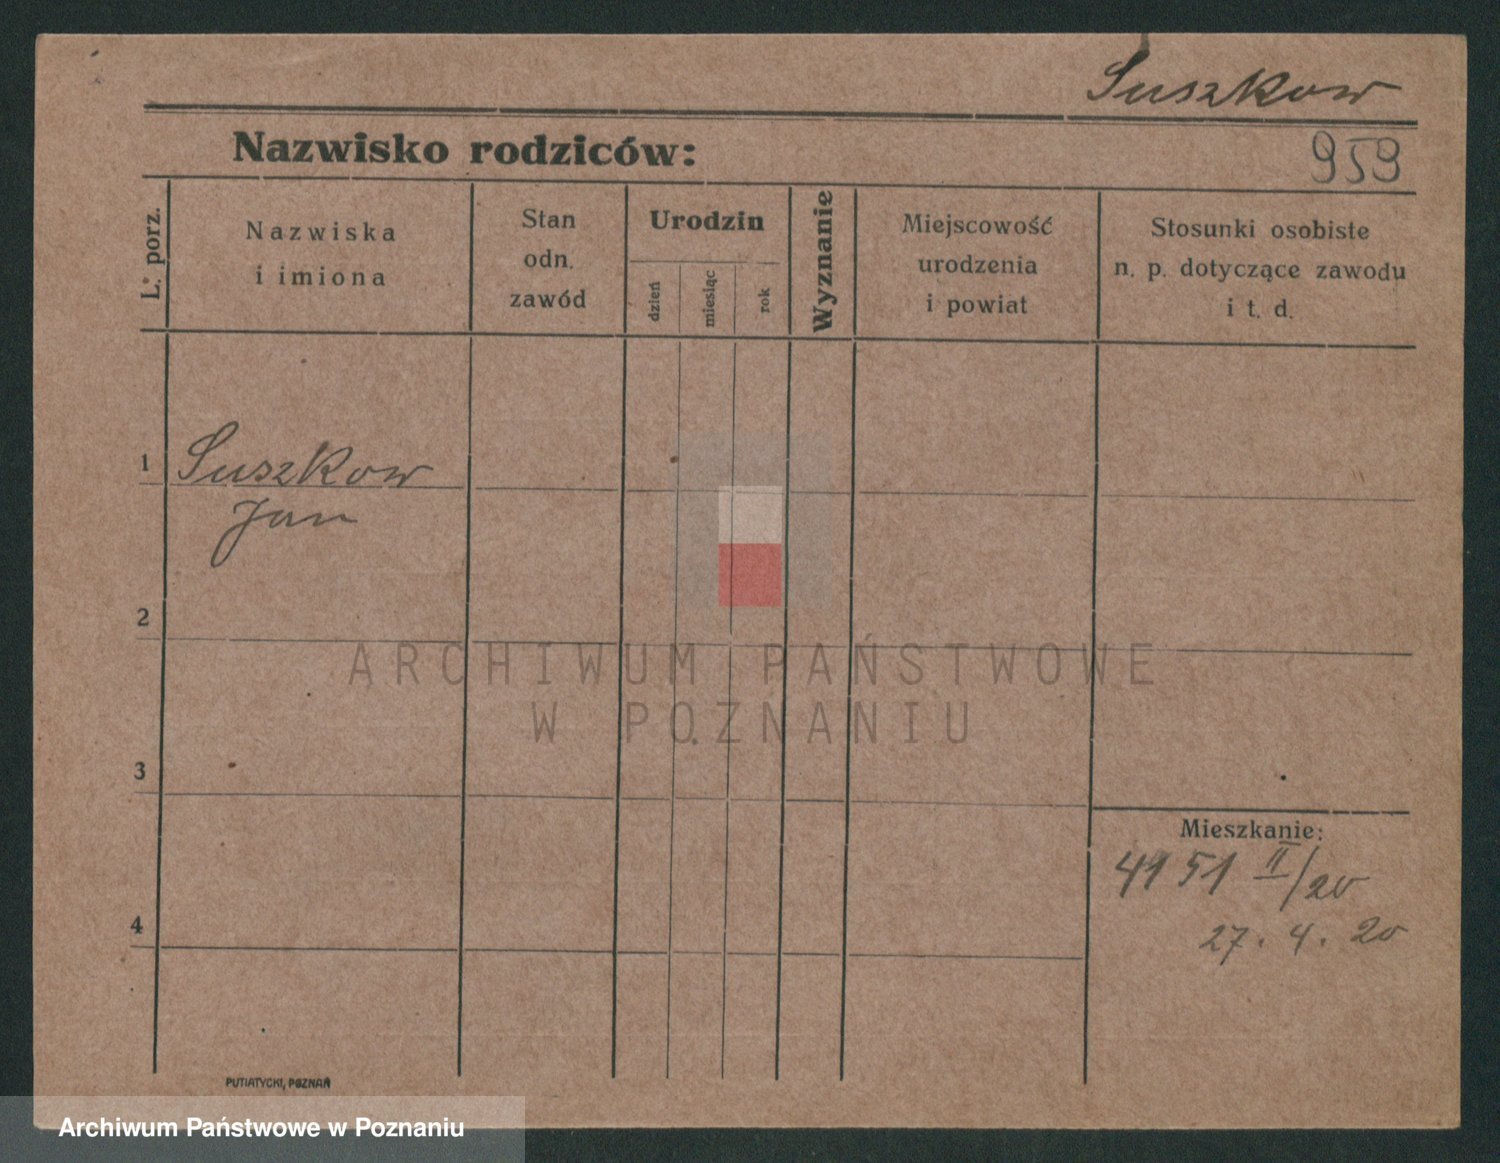 Suszkow
Nazwisko rodziców:
959
L. porz.
Nazwiska
i imiona
Stan
odn.
zawód
Urodzin
dzień
miesiąc
rok
Wyznanie
Miejscowość
urodzenia
i powiat
Stosunki osobiste
n. p. dotyczące zawodu
i t. d.
1
Suszkow
Jan
2
ARCHIWUM PAŃSTWOWE
W POZNANIU
3
Mieszkanie:
4151 II/20
27. 4. 20
4
PUTIATYCKI, POZNAŃ
Archiwum Państwowe w Poznaniu